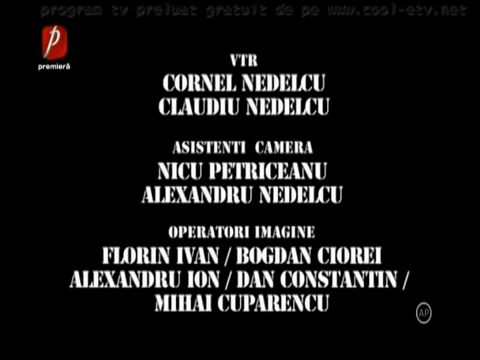 program tv preluat gratuit de pe www.cool-etv.net
p
premieră
VTR
CORNEL NEDELCU
CLAUDIU NEDELCU
ASISTENTI CAMERA
NICU PETRICEANU
ALEXANDRU NEDELCU
OPERATORI IMAGINE
FLORIN IVAN / BOGDAN CIOREI
ALEXANDRU ION / DAN CONSTANTIN /
MIHAI CUPARENCU
AP